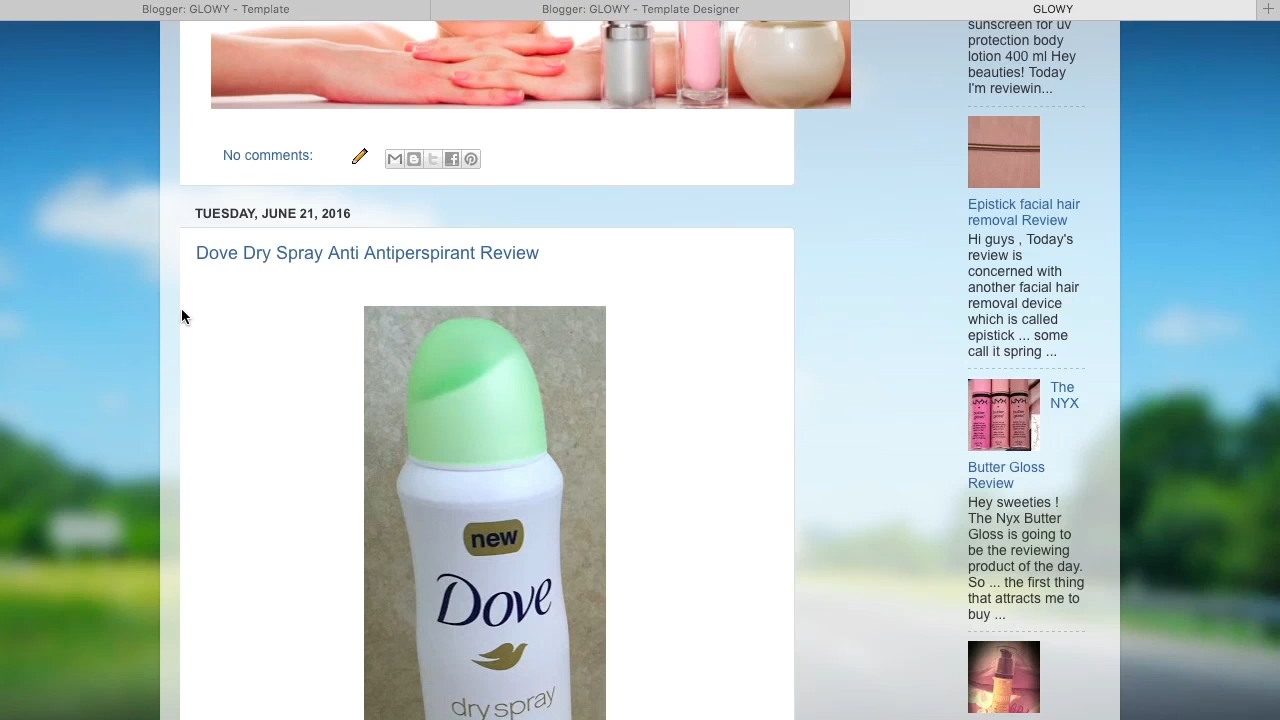 Blogger: GLOWY - Template
Blogger: GLOWY - Template Designer
GLOWY
No comments:
TUESDAY, JUNE 21, 2016
Dove Dry Spray Anti Antiperspirant Review
new
Dove
dry spray
sunscreen for uv
protection body
lotion 400 ml Hey
beauties! Today
I'm reviewin...
Epistick facial hair
removal Review
Hi guys , Today's
review is
concerned with
another facial hair
removal device
which is called
epistick ... some
call it spring ...
The
NYX
Butter Gloss
Review
Hey sweeties !
The Nyx Butter
Gloss is going to
be the reviewing
product of the day.
So ... the first thing
that attracts me to
buy ...